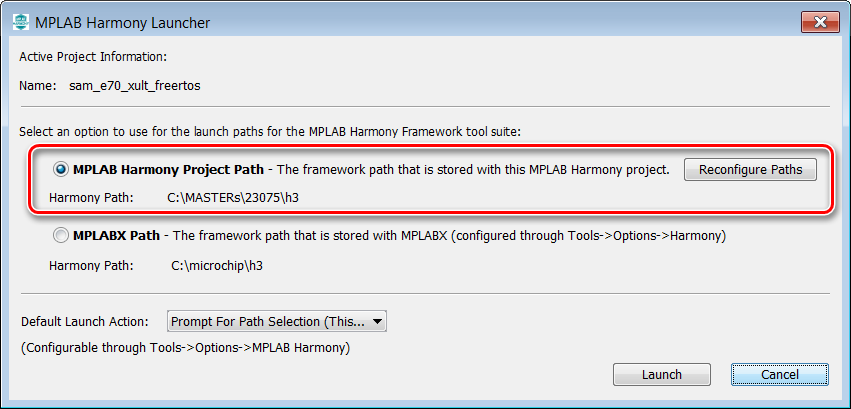 MPLAB Harmony Launcher
Active Project Information:
Name: sam_e70_xult_freertos
Select an option to use for the launch paths for the MPLAB Harmony Framework tool suite:
MPLAB Harmony Project Path - The framework path that is stored with this MPLAB Harmony project. Reconfigure Paths
Harmony Path: C:\MASTERs\23075\h3
MPLABX Path - The framework path that is stored with MPLABX (configured through Tools->Options->Harmony)
Harmony Path: C:\microchip\h3
Default Launch Action: Prompt For Path Selection (This...
(Configurable through Tools->Options->MPLAB Harmony)
Launch Cancel